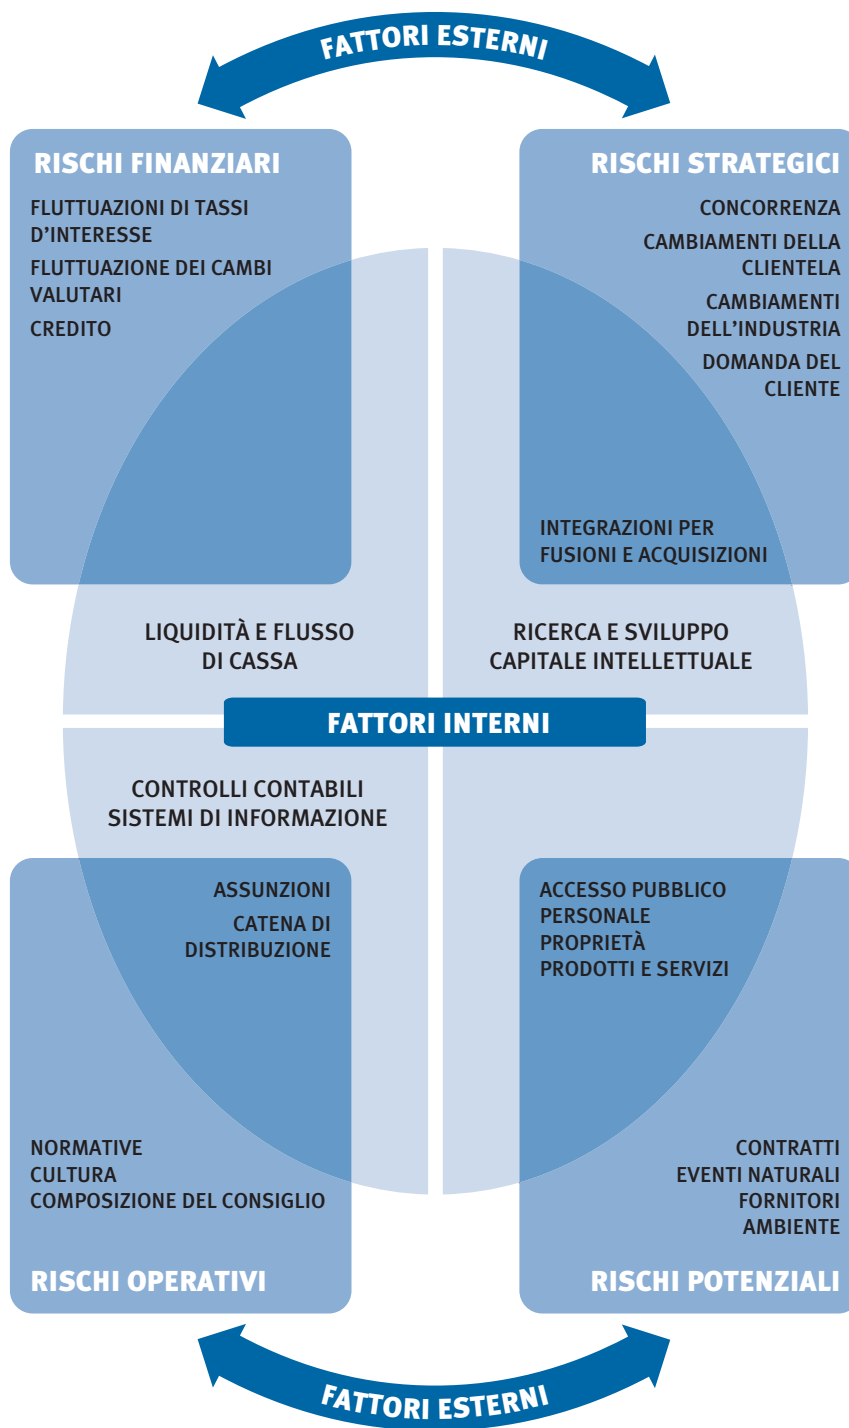 FATTORI ESTERNI
RISCHI FINANZIARI
FLUTTUAZIONI DI TASSI
D’INTERESSE
FLUTTUAZIONE DEI CAMBI
VALUTARI
CREDITO
RISCHI STRATEGICI
CONCORRENZA
CAMBIAMENTI DELLA
CLIENTELA
CAMBIAMENTI
DELL’INDUSTRIA
DOMANDA DEL
CLIENTE
INTEGRAZIONI PER
FUSIONI E ACQUISIZIONI
LIQUIDITÀ E FLUSSO
DI CASSA
RICERCA E SVILUPPO
CAPITALE INTELLETTUALE
FATTORI INTERNI
CONTROLLI CONTABILI
SISTEMI DI INFORMAZIONE
ASSUNZIONI
CATENA DI
DISTRIBUZIONE
NORMATIVE
CULTURA
COMPOSIZIONE DEL CONSIGLIO
RISCHI OPERATIVI
ACCESSO PUBBLICO
PERSONALE
PROPRIETÀ
PRODOTTI E SERVIZI
CONTRATTI
EVENTI NATURALI
FORNITORI
AMBIENTE
RISCHI POTENZIALI
FATTORI ESTERNI